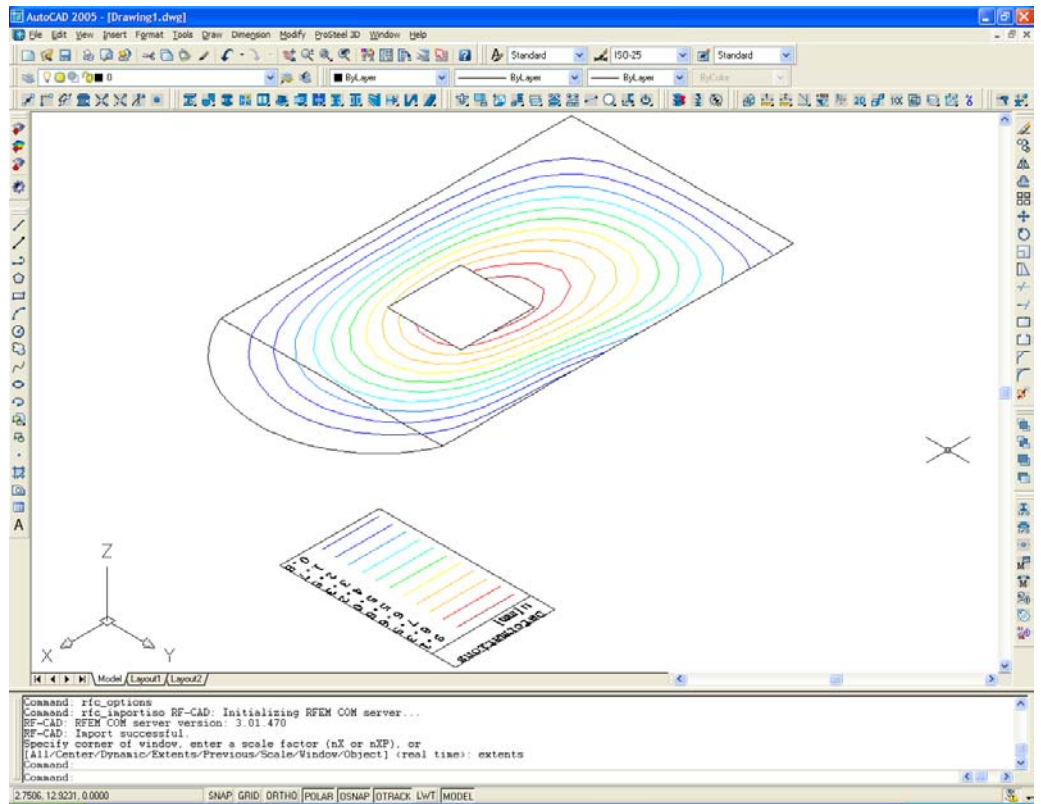 AutoCAD 2005 - [Drawing1.dwg]
File Edit View Insert Format Tools Draw Dimension Modify ProSteel 3D Window Help
Standard ISO-25 Standard
0 ByLayer ByLayer ByLayer ByColor
Z
X Y
u [mm]
Deformations
Model Layout1 Layout2
Command: rfc_options
Command: rfc_importiso RF-CAD: Initializing RFEM COM server...
RF-CAD: RFEM COM server version: 3.01.470
RF-CAD: Import successful.
Specify corner of window, enter a scale factor (nX or nXP), or
[All/Center/Dynamic/Extents/Previous/Scale/Window/Object] <real time>: extents
Command:
Command:
2.7506, 12.9231, 0.0000 SNAP GRID ORTHO POLAR OSNAP OTRACK LWT MODEL